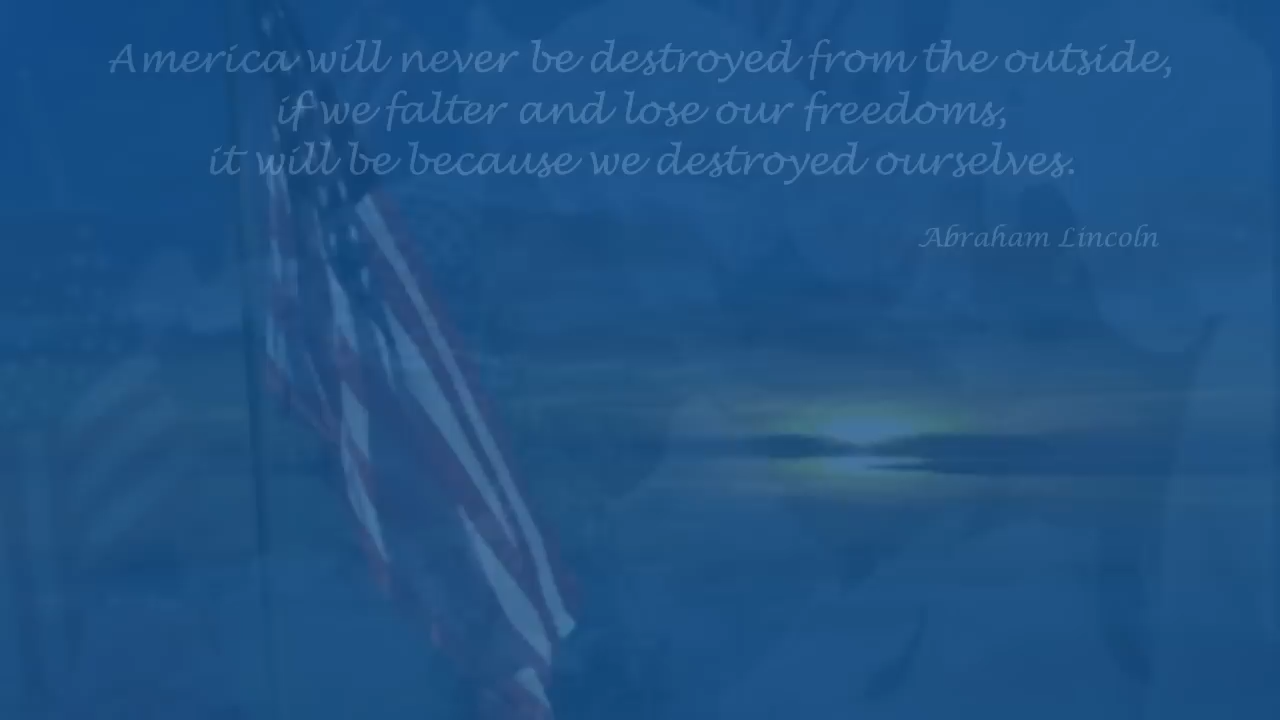 America will never be destroyed from the outside,
if we falter and lose our freedoms,
it will be because we destroyed ourselves.
Abraham Lincoln